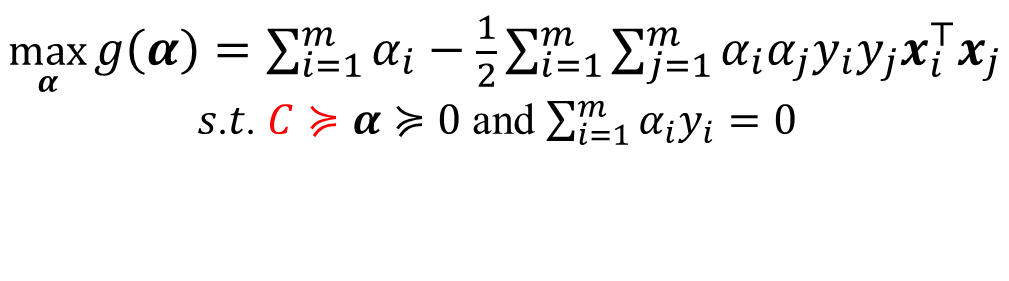 max_𝜶 g(𝜶) = ∑_{i=1}^{m} α_i − 1/2 ∑_{i=1}^{m} ∑_{j=1}^{m} α_i α_j y_i y_j 𝒙_i^⊤ 𝒙_j
s.t. C ≽ 𝜶 ≽ 0 and ∑_{i=1}^{m} α_i y_i = 0